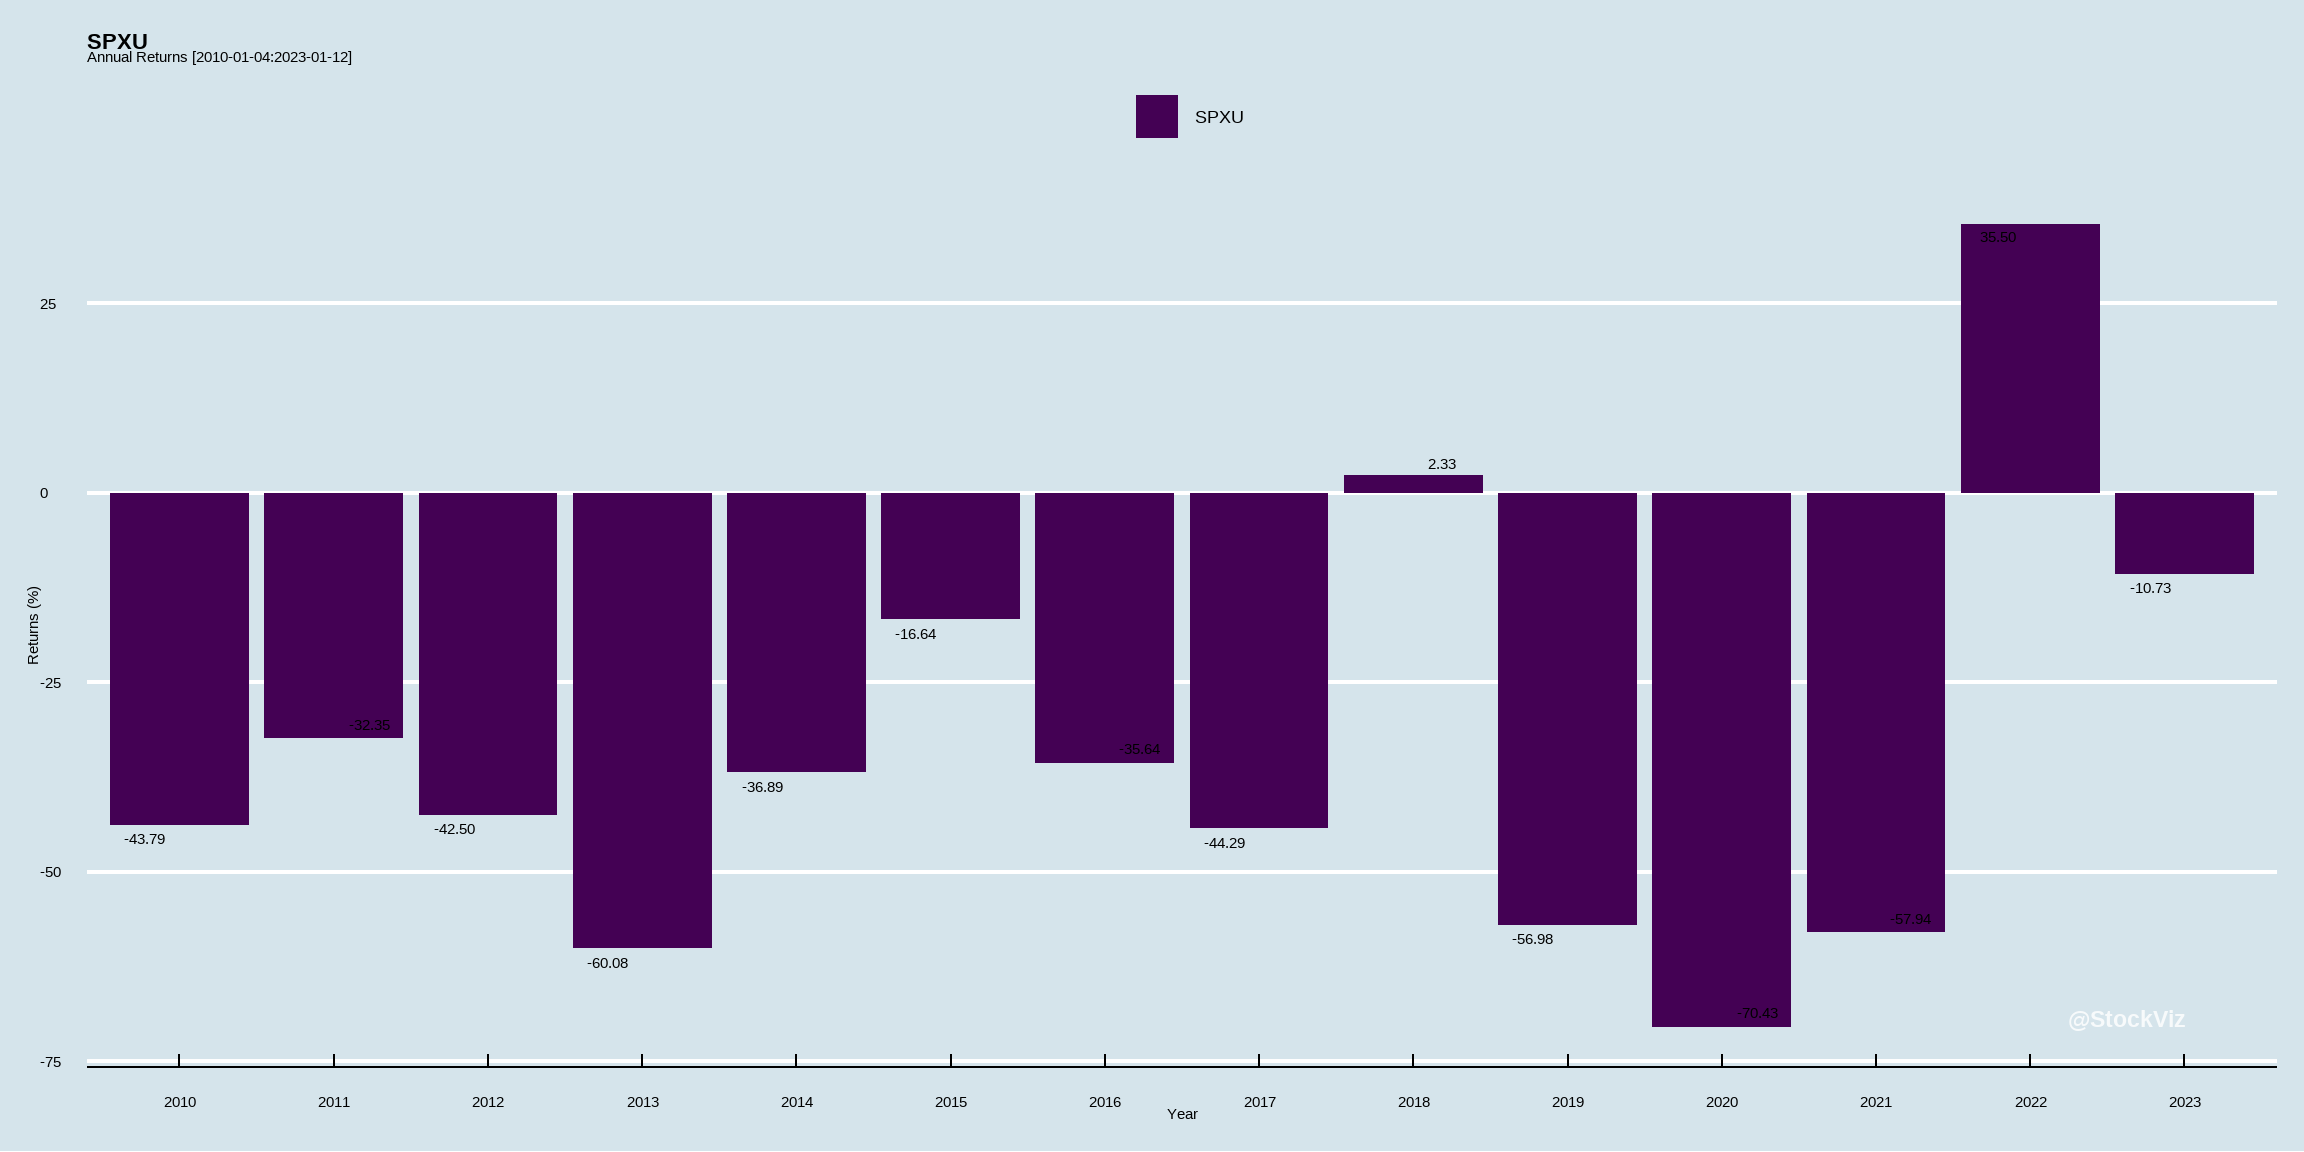 SPXU
Annual Returns [2010-01-04:2023-01-12]
SPXU
35.50
25
2.33
0
-10.73
-16.64
Returns (%)
-25
-32.35
-35.64
-36.89
-43.79
-42.50
-44.29
-50
-57.94
-56.98
-60.08
-70.43
@StockViz
-75
2010 2011 2012 2013 2014 2015 2016 2017 2018 2019 2020 2021 2022 2023
Year